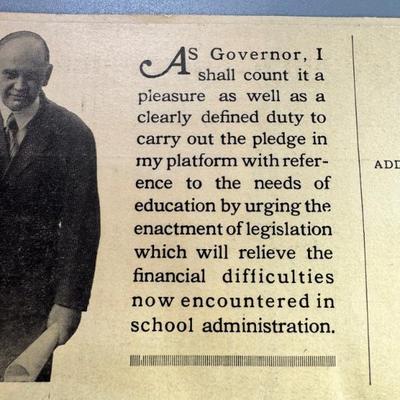 As Governor, I
shall count it a
pleasure as well as a
clearly defined duty to
carry out the pledge in
my platform with refer-
ence to the needs of
education by urging the
enactment of legislation
which will relieve the
financial difficulties
now encountered in
school administration.
ADD